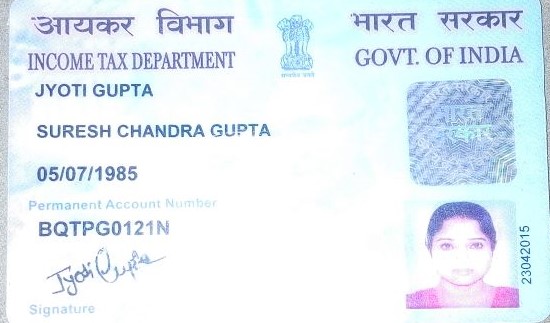 आयकर विभाग
भारत सरकार
INCOME TAX DEPARTMENT
GOVT. OF INDIA
सत्यमेव जयते
JYOTI GUPTA
SURESH CHANDRA GUPTA
05/07/1985
Permanent Account Number
BQTPG0121N
Jyoti Gupta
Signature
23042015